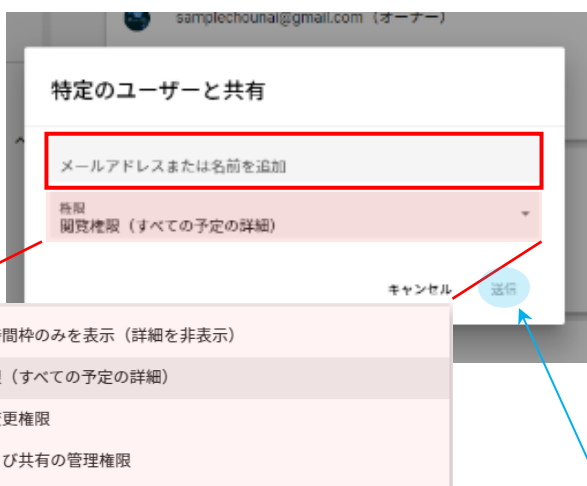 samplechounai@gmail.com（オーナー）
特定のユーザーと共有
メールアドレスまたは名前を追加
権限
閲覧権限（すべての予定の詳細）
キャンセル 送信
間枠のみを表示（詳細を非表示）
（すべての予定の詳細）
更権限
び共有の管理権限